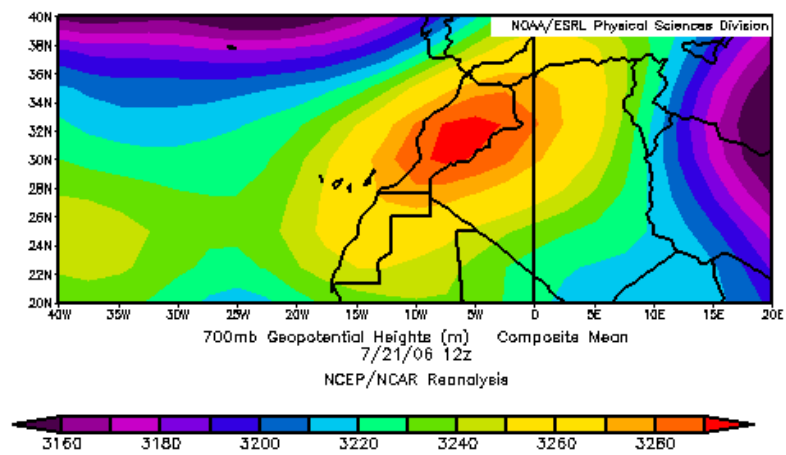 NOAA/ESRL Physical Sciences Division
40N
38N
36N
34N
32N
30N
28N
26N
24N
22N
20N
40W 35W 30W 25W 20W 15W 10W 5W 0 5E 10E 15E 20E
700mb Geopotential Heights (m) Composite Mean
7/21/06 12z
NCEP/NCAR Reanalysis
3160 3180 3200 3220 3240 3260 3280